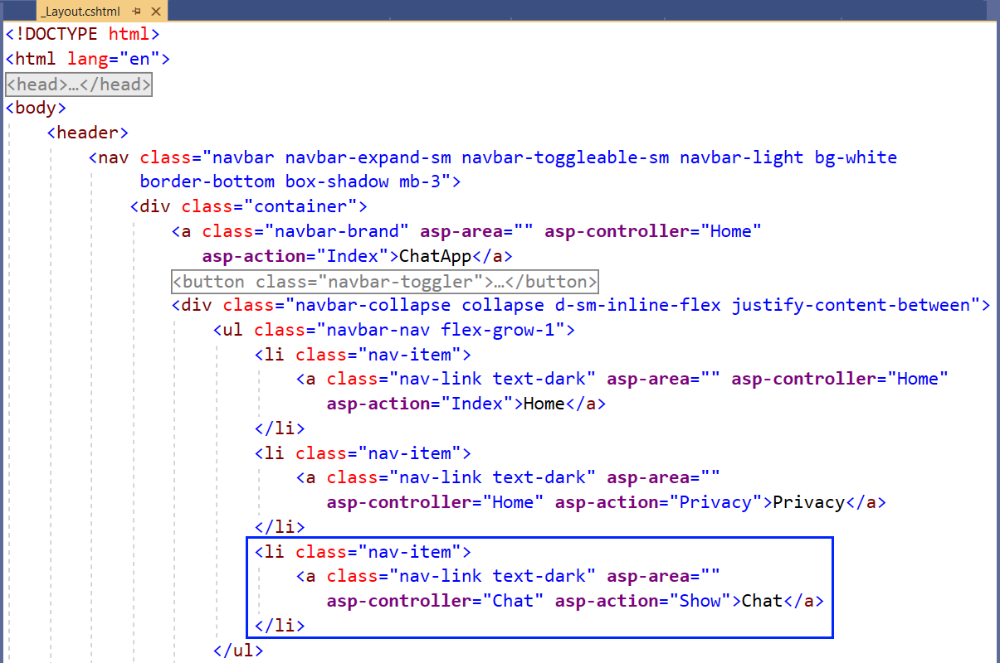 _Layout.cshtml
<!DOCTYPE html>
<html lang="en">
<head>…</head>
<body>
<header>
<nav class="navbar navbar-expand-sm navbar-toggleable-sm navbar-light bg-white
border-bottom box-shadow mb-3">
<div class="container">
<a class="navbar-brand" asp-area="" asp-controller="Home"
asp-action="Index">ChatApp</a>
<button class="navbar-toggler">…</button>
<div class="navbar-collapse collapse d-sm-inline-flex justify-content-between">
<ul class="navbar-nav flex-grow-1">
<li class="nav-item">
<a class="nav-link text-dark" asp-area="" asp-controller="Home"
asp-action="Index">Home</a>
</li>
<li class="nav-item">
<a class="nav-link text-dark" asp-area=""
asp-controller="Home" asp-action="Privacy">Privacy</a>
</li>
<li class="nav-item">
<a class="nav-link text-dark" asp-area=""
asp-controller="Chat" asp-action="Show">Chat</a>
</li>
</ul>